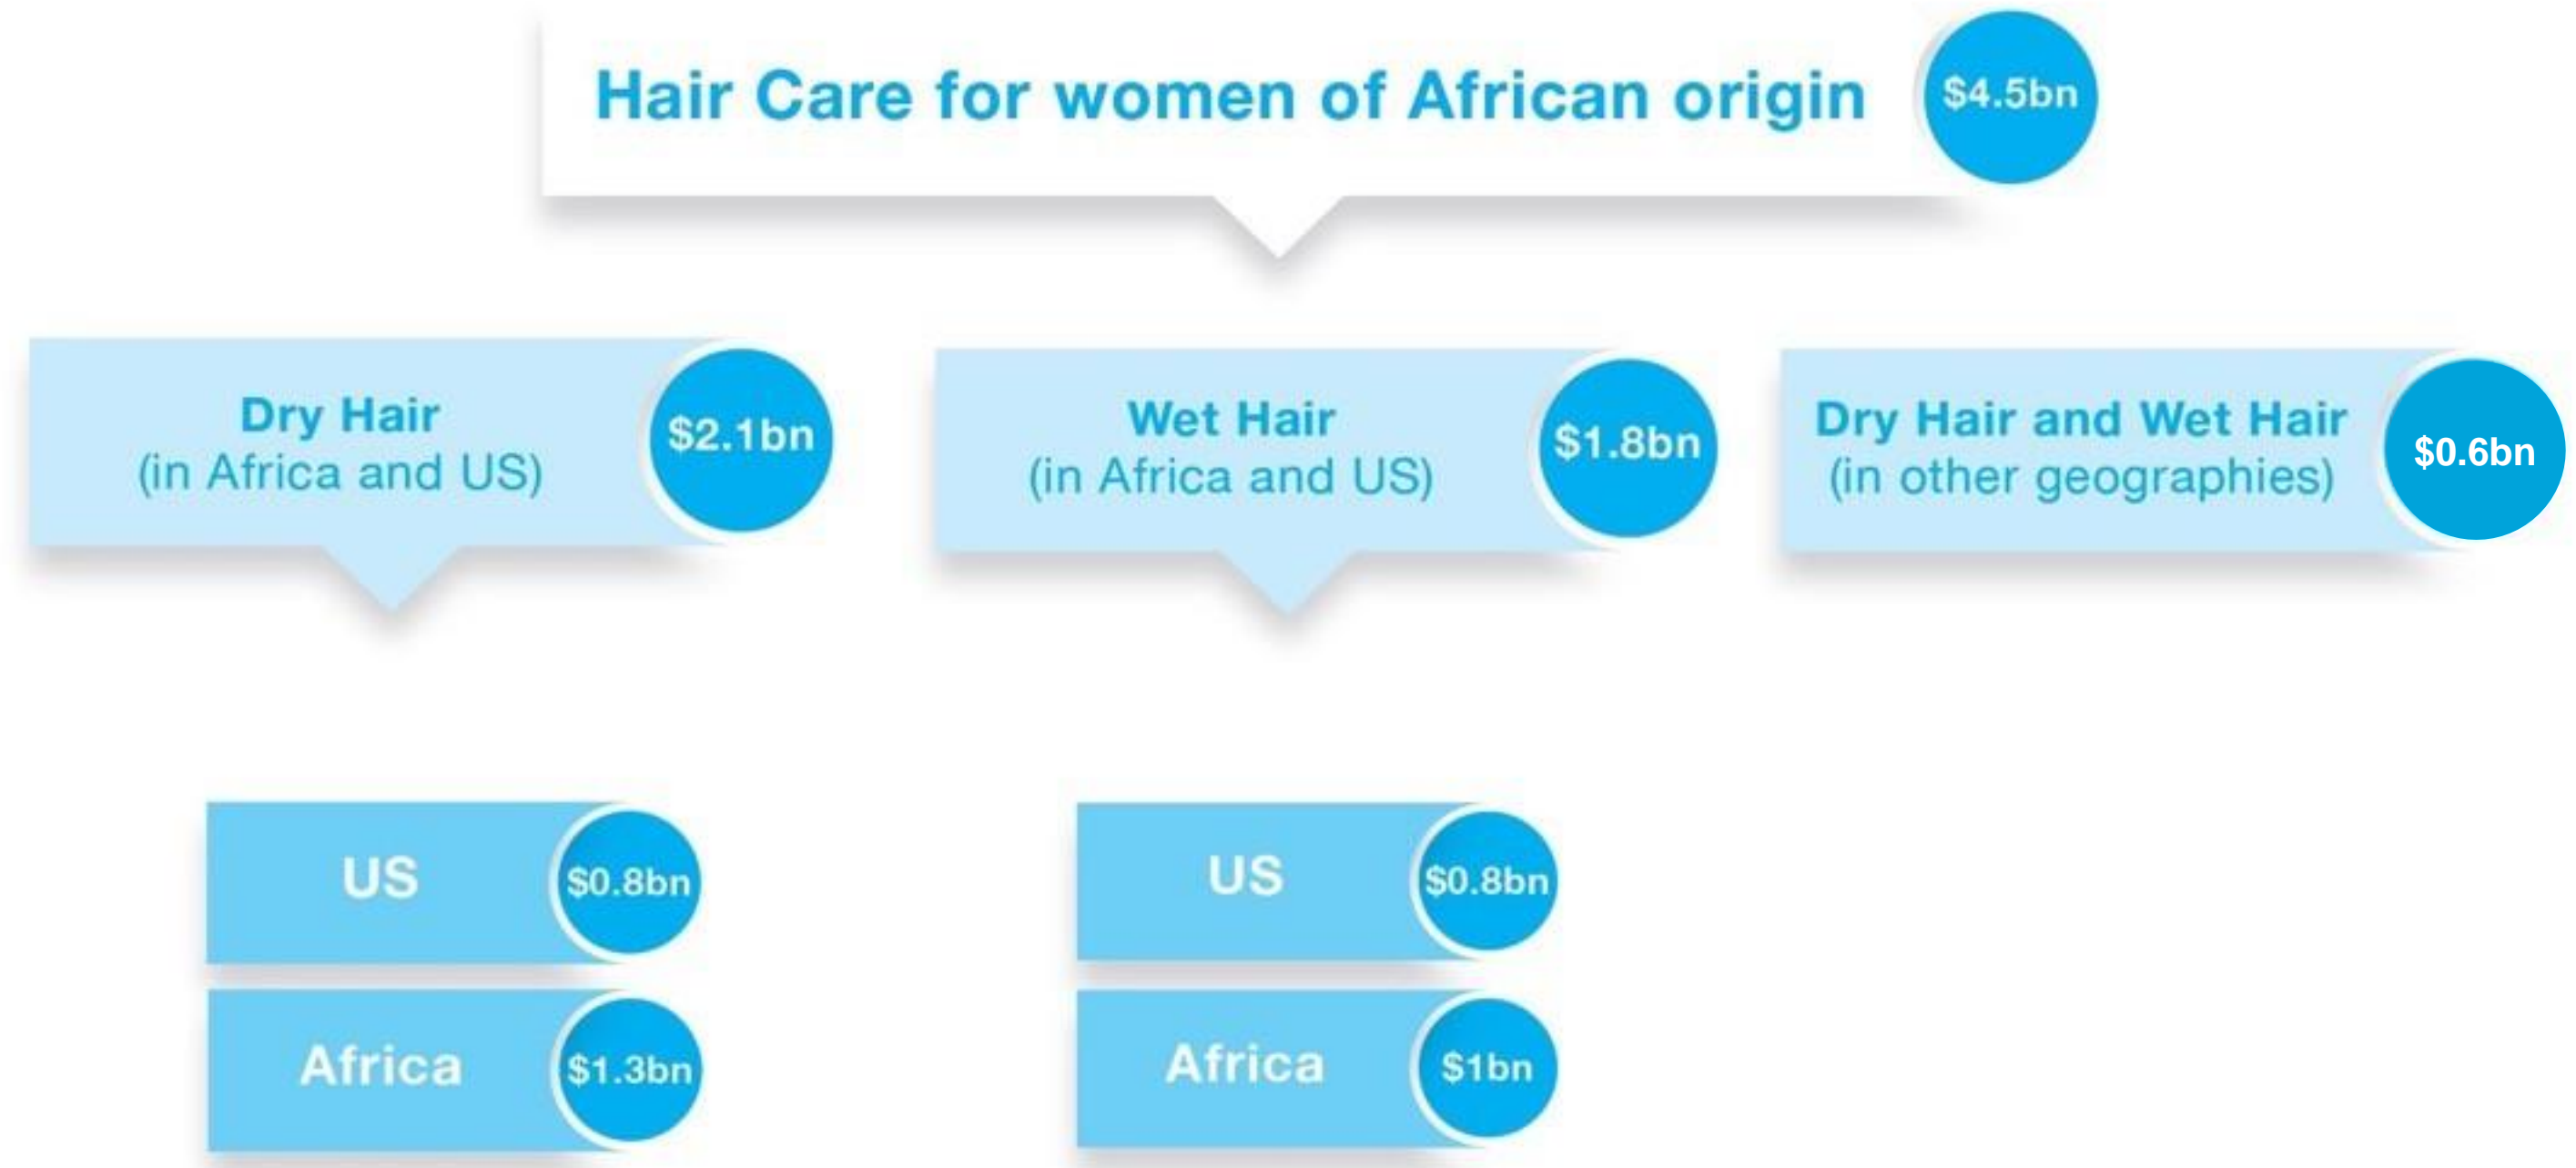 Hair Care for women of African origin $4.5bn
Dry Hair
(in Africa and US)
$2.1bn
Wet Hair
(in Africa and US)
$1.8bn
Dry Hair and Wet Hair
(in other geographies)
$0.6bn
US $0.8bn
Africa $1.3bn
US $0.8bn
Africa $1bn